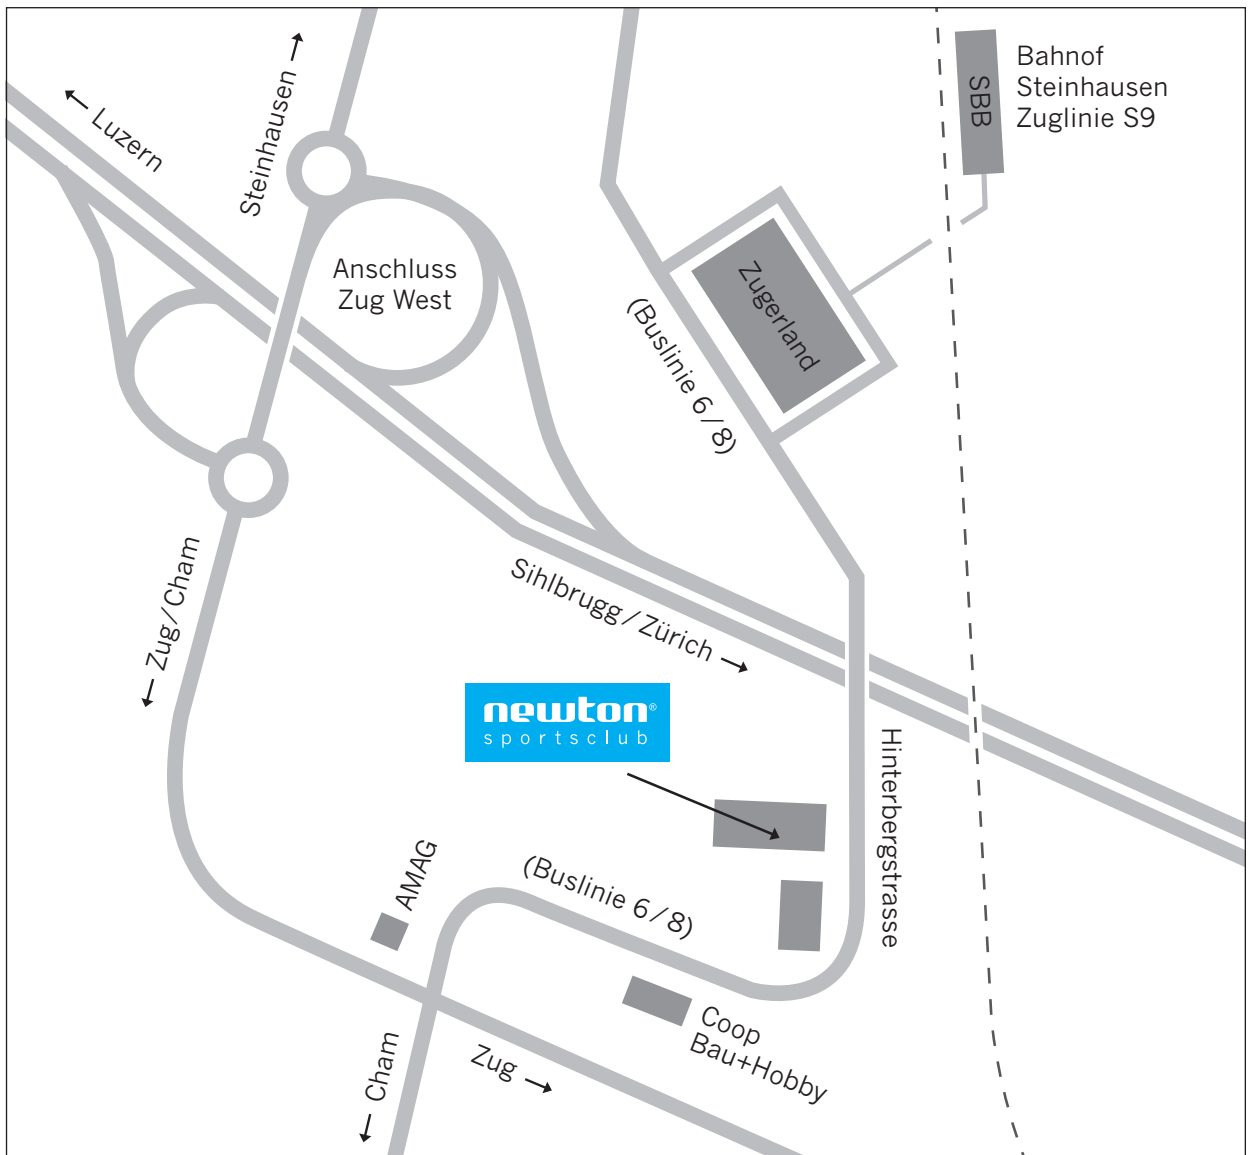 Bahnof
Steinhausen
Zuglinie S9
SBB
Steinhausen
Luzern
Anschluss
Zug West
Zugerland
(Buslinie 6/8)
Zug/Cham
Sihlbrugg/Zürich
newton®
sportsclub
Hinterbergstrasse
AMAG
(Buslinie 6/8)
Coop
Bau+Hobby
Cham
Zug